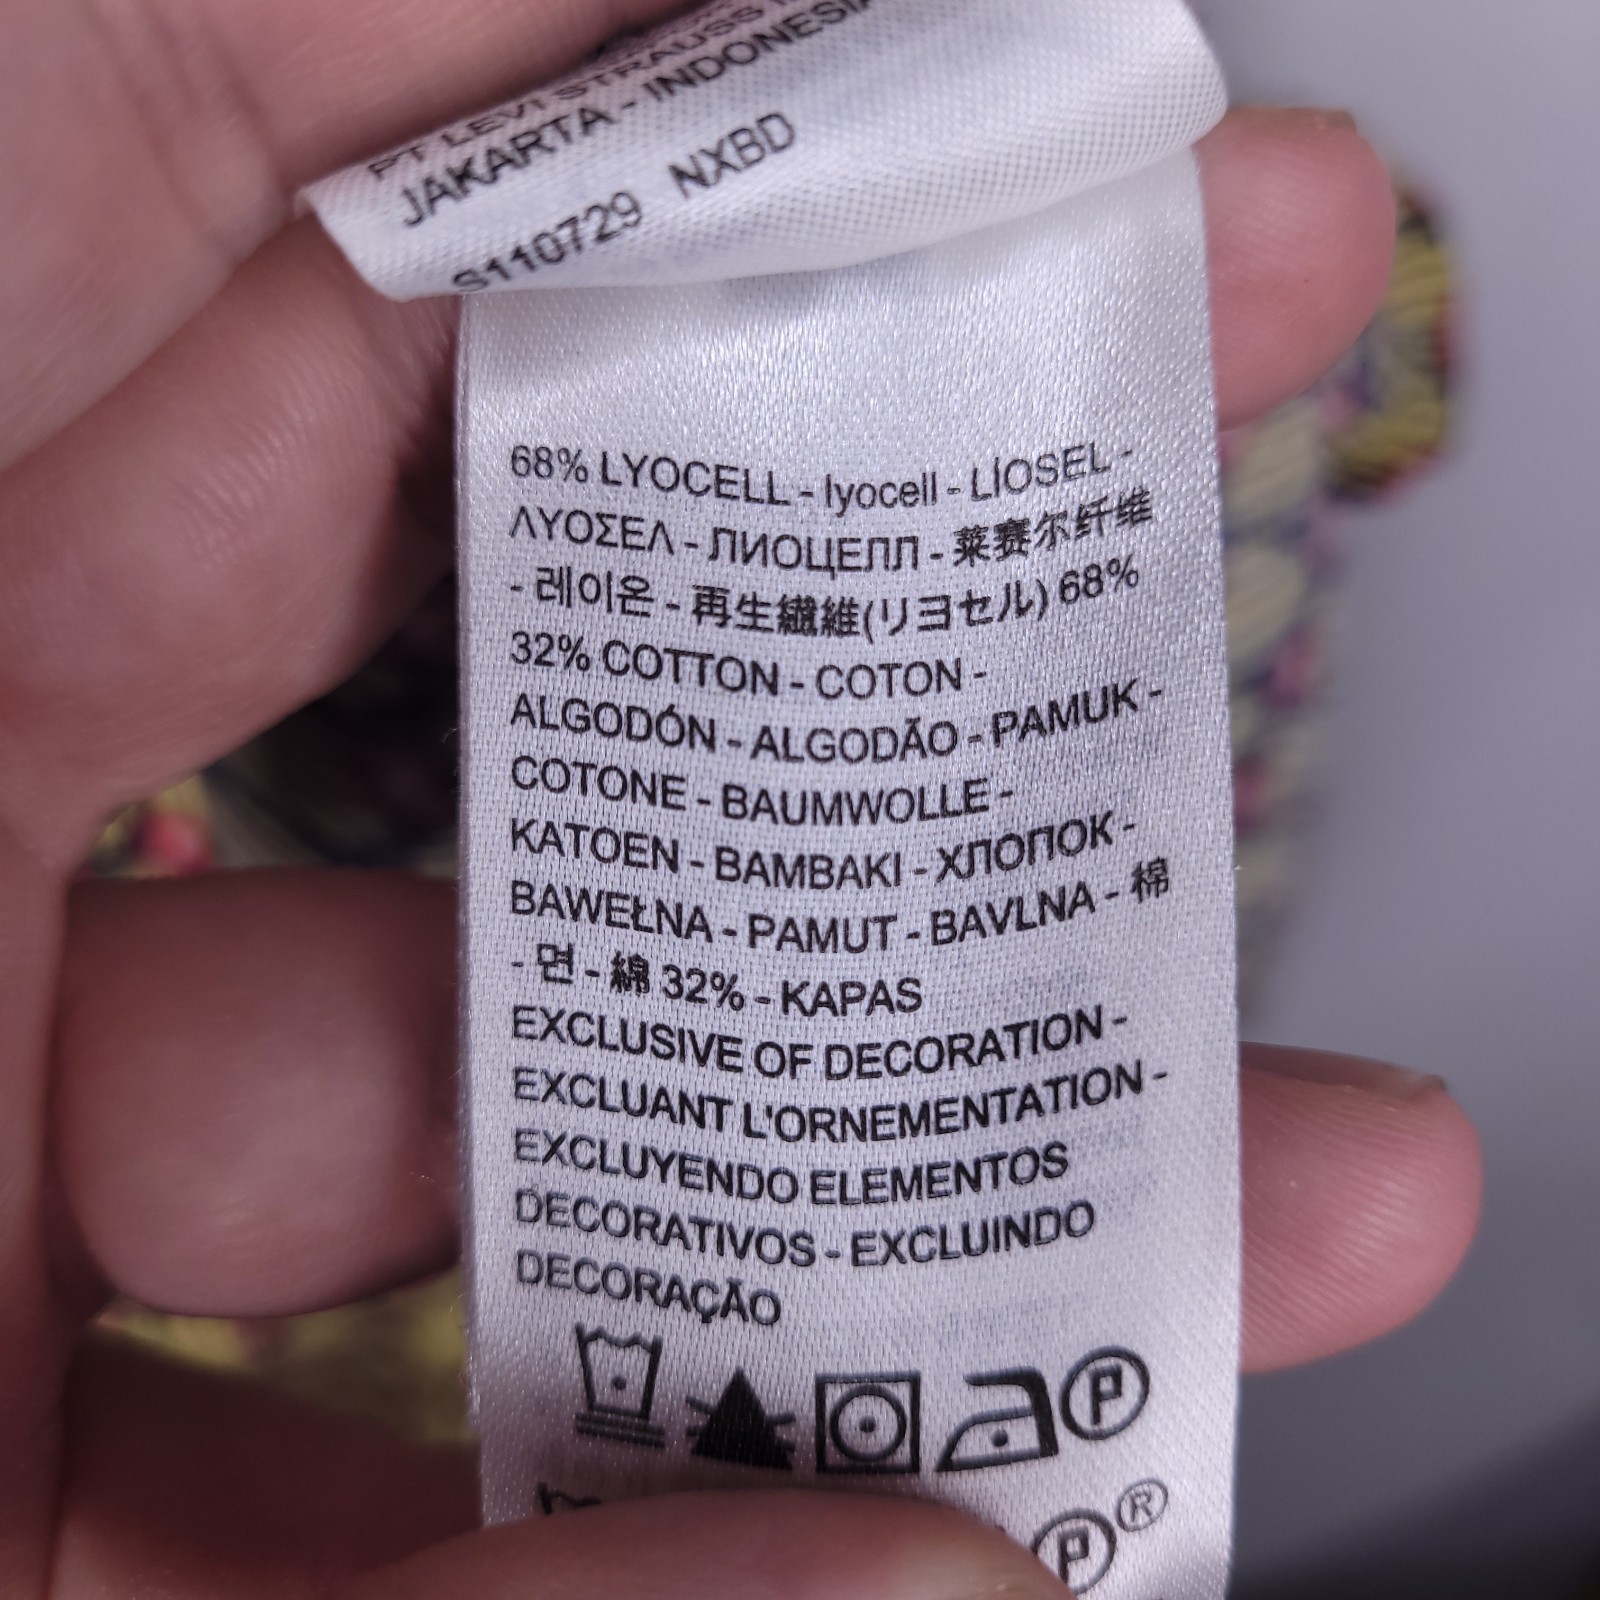 PT LEVI STRAUSS
JAKARTA - INDONESIA
S110729 NXBD
68% LYOCELL - lyocell - LİOSEL -
ΛΥΟΣΕΛ - ЛИОЦЕЛЛ - 莱赛尔纤维
- 레이온 - 再生繊維(リヨセル) 68%
32% COTTON - COTON -
ALGODÓN - ALGODÃO - PAMUK -
COTONE - BAUMWOLLE -
KATOEN - BAMBAKI - ХЛОПОК -
BAWEŁNA - PAMUT - BAVLNA - 棉
- 면 - 綿 32% - KAPAS
EXCLUSIVE OF DECORATION -
EXCLUANT L'ORNEMENTATION -
EXCLUYENDO ELEMENTOS
DECORATIVOS - EXCLUINDO
DECORAÇÃO
P
P ®